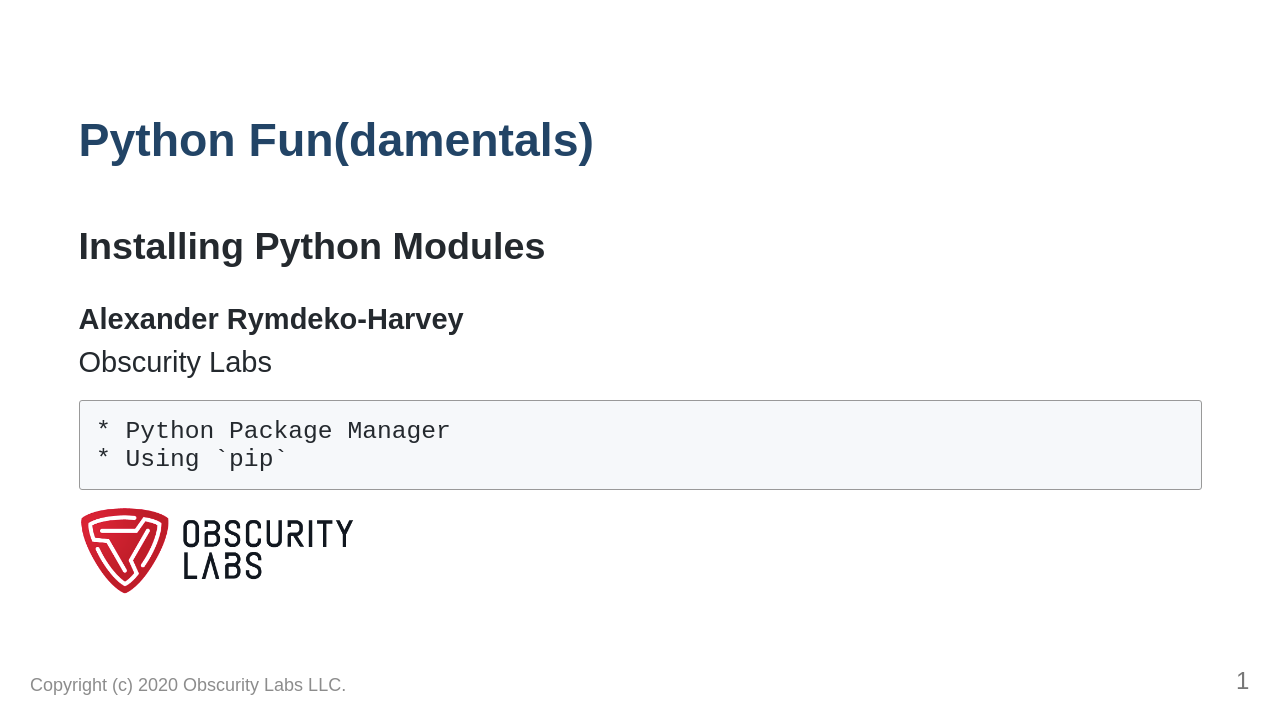 Python Fun(damentals)
Installing Python Modules
Alexander Rymdeko-Harvey
Obscurity Labs
* Python Package Manager
* Using `pip`
OBSCURITY
LABS
Copyright (c) 2020 Obscurity Labs LLC.
1